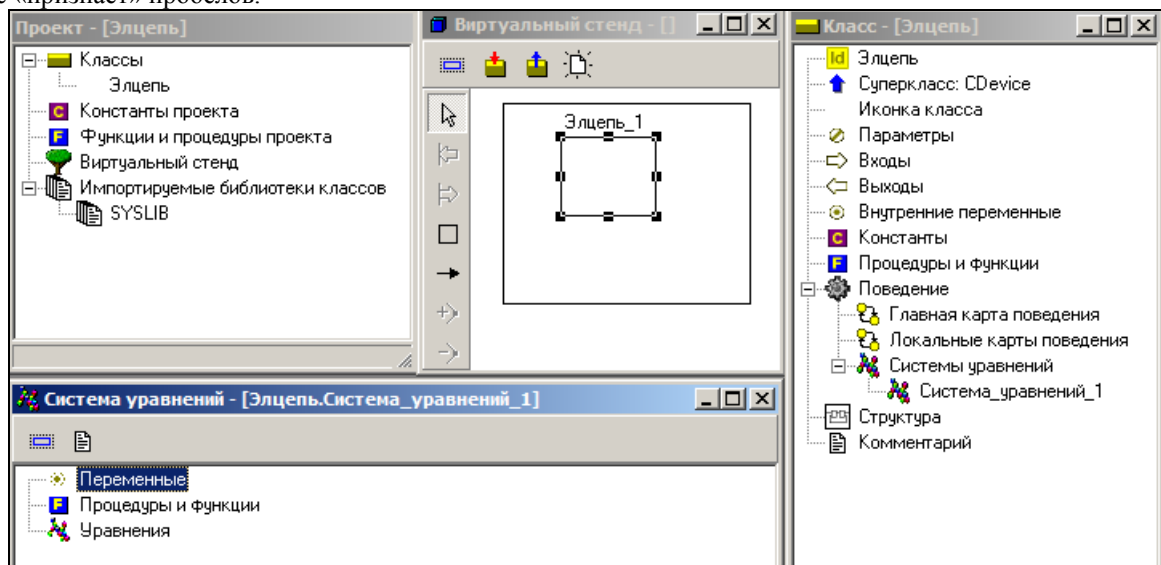 «признает» пробелов.
Проект - [Элцепь]
Классы
Элцепь
Константы проекта
Функции и процедуры проекта
Виртуальный стенд
Импортируемые библиотеки классов
SYSLIB
Виртуальный стенд - []
Элцепь_1
Класс - [Элцепь]
Элцепь
Суперкласс: CDevice
Иконка класса
Параметры
Входы
Выходы
Внутренние переменные
Константы
Процедуры и функции
Поведение
Главная карта поведения
Локальные карты поведения
Системы уравнений
Система_уравнений_1
Структура
Комментарий
Система уравнений - [Элцепь.Система_уравнений_1]
Переменные
Процедуры и функции
Уравнения